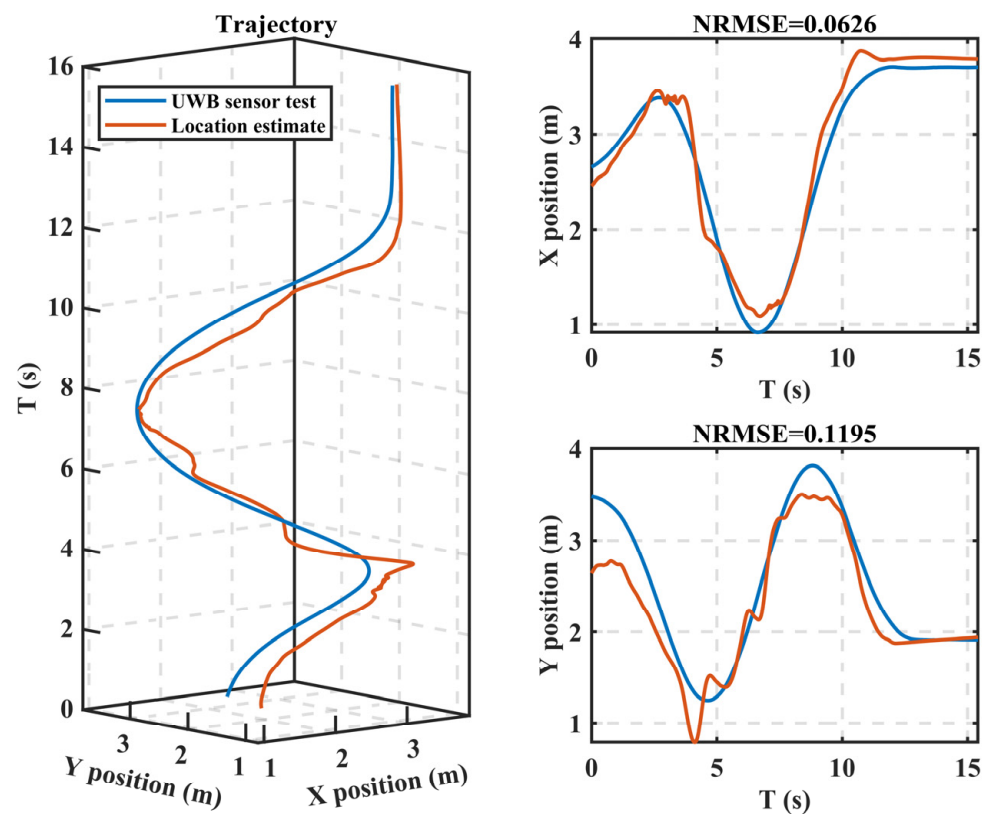 Trajectory
16
14
12
10
8
6
4
2
0
T (s)
UWB sensor test
Location estimate
3
2
1
Y position (m)
1
2
3
X position (m)
NRMSE=0.0626
4
3
2
1
X position (m)
0
5
10
15
T (s)
NRMSE=0.1195
4
3
2
1
Y position (m)
0
5
10
15
T (s)